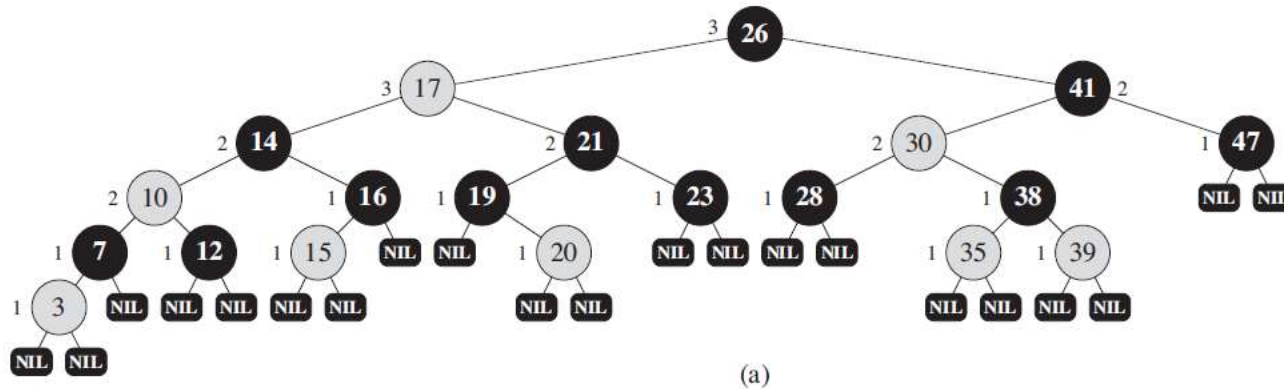 3 26
3 17 41 2
2 14 2 21 2 30 1 47
2 10 1 16 1 19 1 23 1 28 1 38 NIL NIL
1 7 1 12 1 15 NIL NIL 1 20 NIL NIL NIL NIL 1 35 1 39
1 3 NIL NIL NIL NIL NIL NIL NIL NIL NIL NIL NIL
NIL NIL
(a)